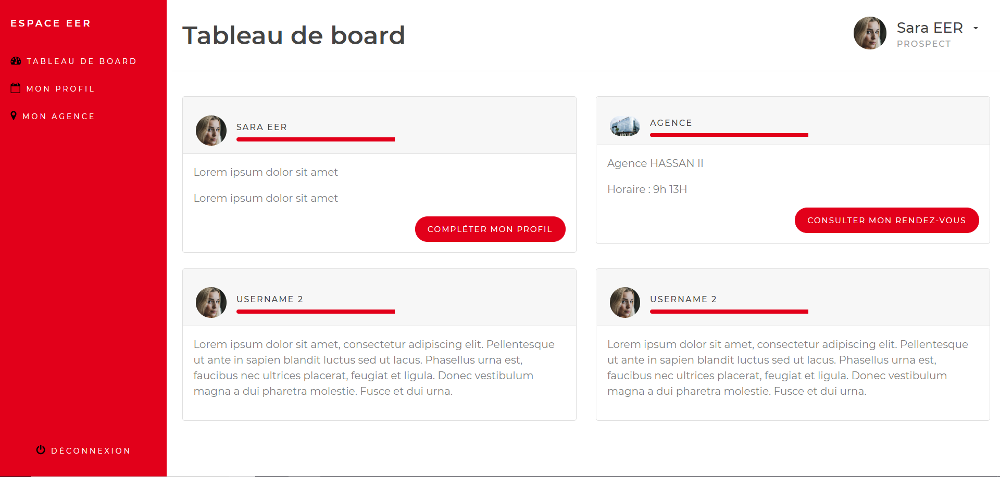 ESPACE EER
TABLEAU DE BOARD
MON PROFIL
MON AGENCE
DÉCONNEXION
Tableau de board
Sara EER
PROSPECT
SARA EER
Lorem ipsum dolor sit amet
Lorem ipsum dolor sit amet
COMPLÉTER MON PROFIL
AGENCE
Agence HASSAN II
Horaire : 9h 13H
CONSULTER MON RENDEZ-VOUS
USERNAME 2
Lorem ipsum dolor sit amet, consectetur adipiscing elit. Pellentesque
ut ante in sapien blandit luctus sed ut lacus. Phasellus urna est,
faucibus nec ultrices placerat, feugiat et ligula. Donec vestibulum
magna a dui pharetra molestie. Fusce et dui urna.
USERNAME 2
Lorem ipsum dolor sit amet, consectetur adipiscing elit. Pellentesque
ut ante in sapien blandit luctus sed ut lacus. Phasellus urna est,
faucibus nec ultrices placerat, feugiat et ligula. Donec vestibulum
magna a dui pharetra molestie. Fusce et dui urna.